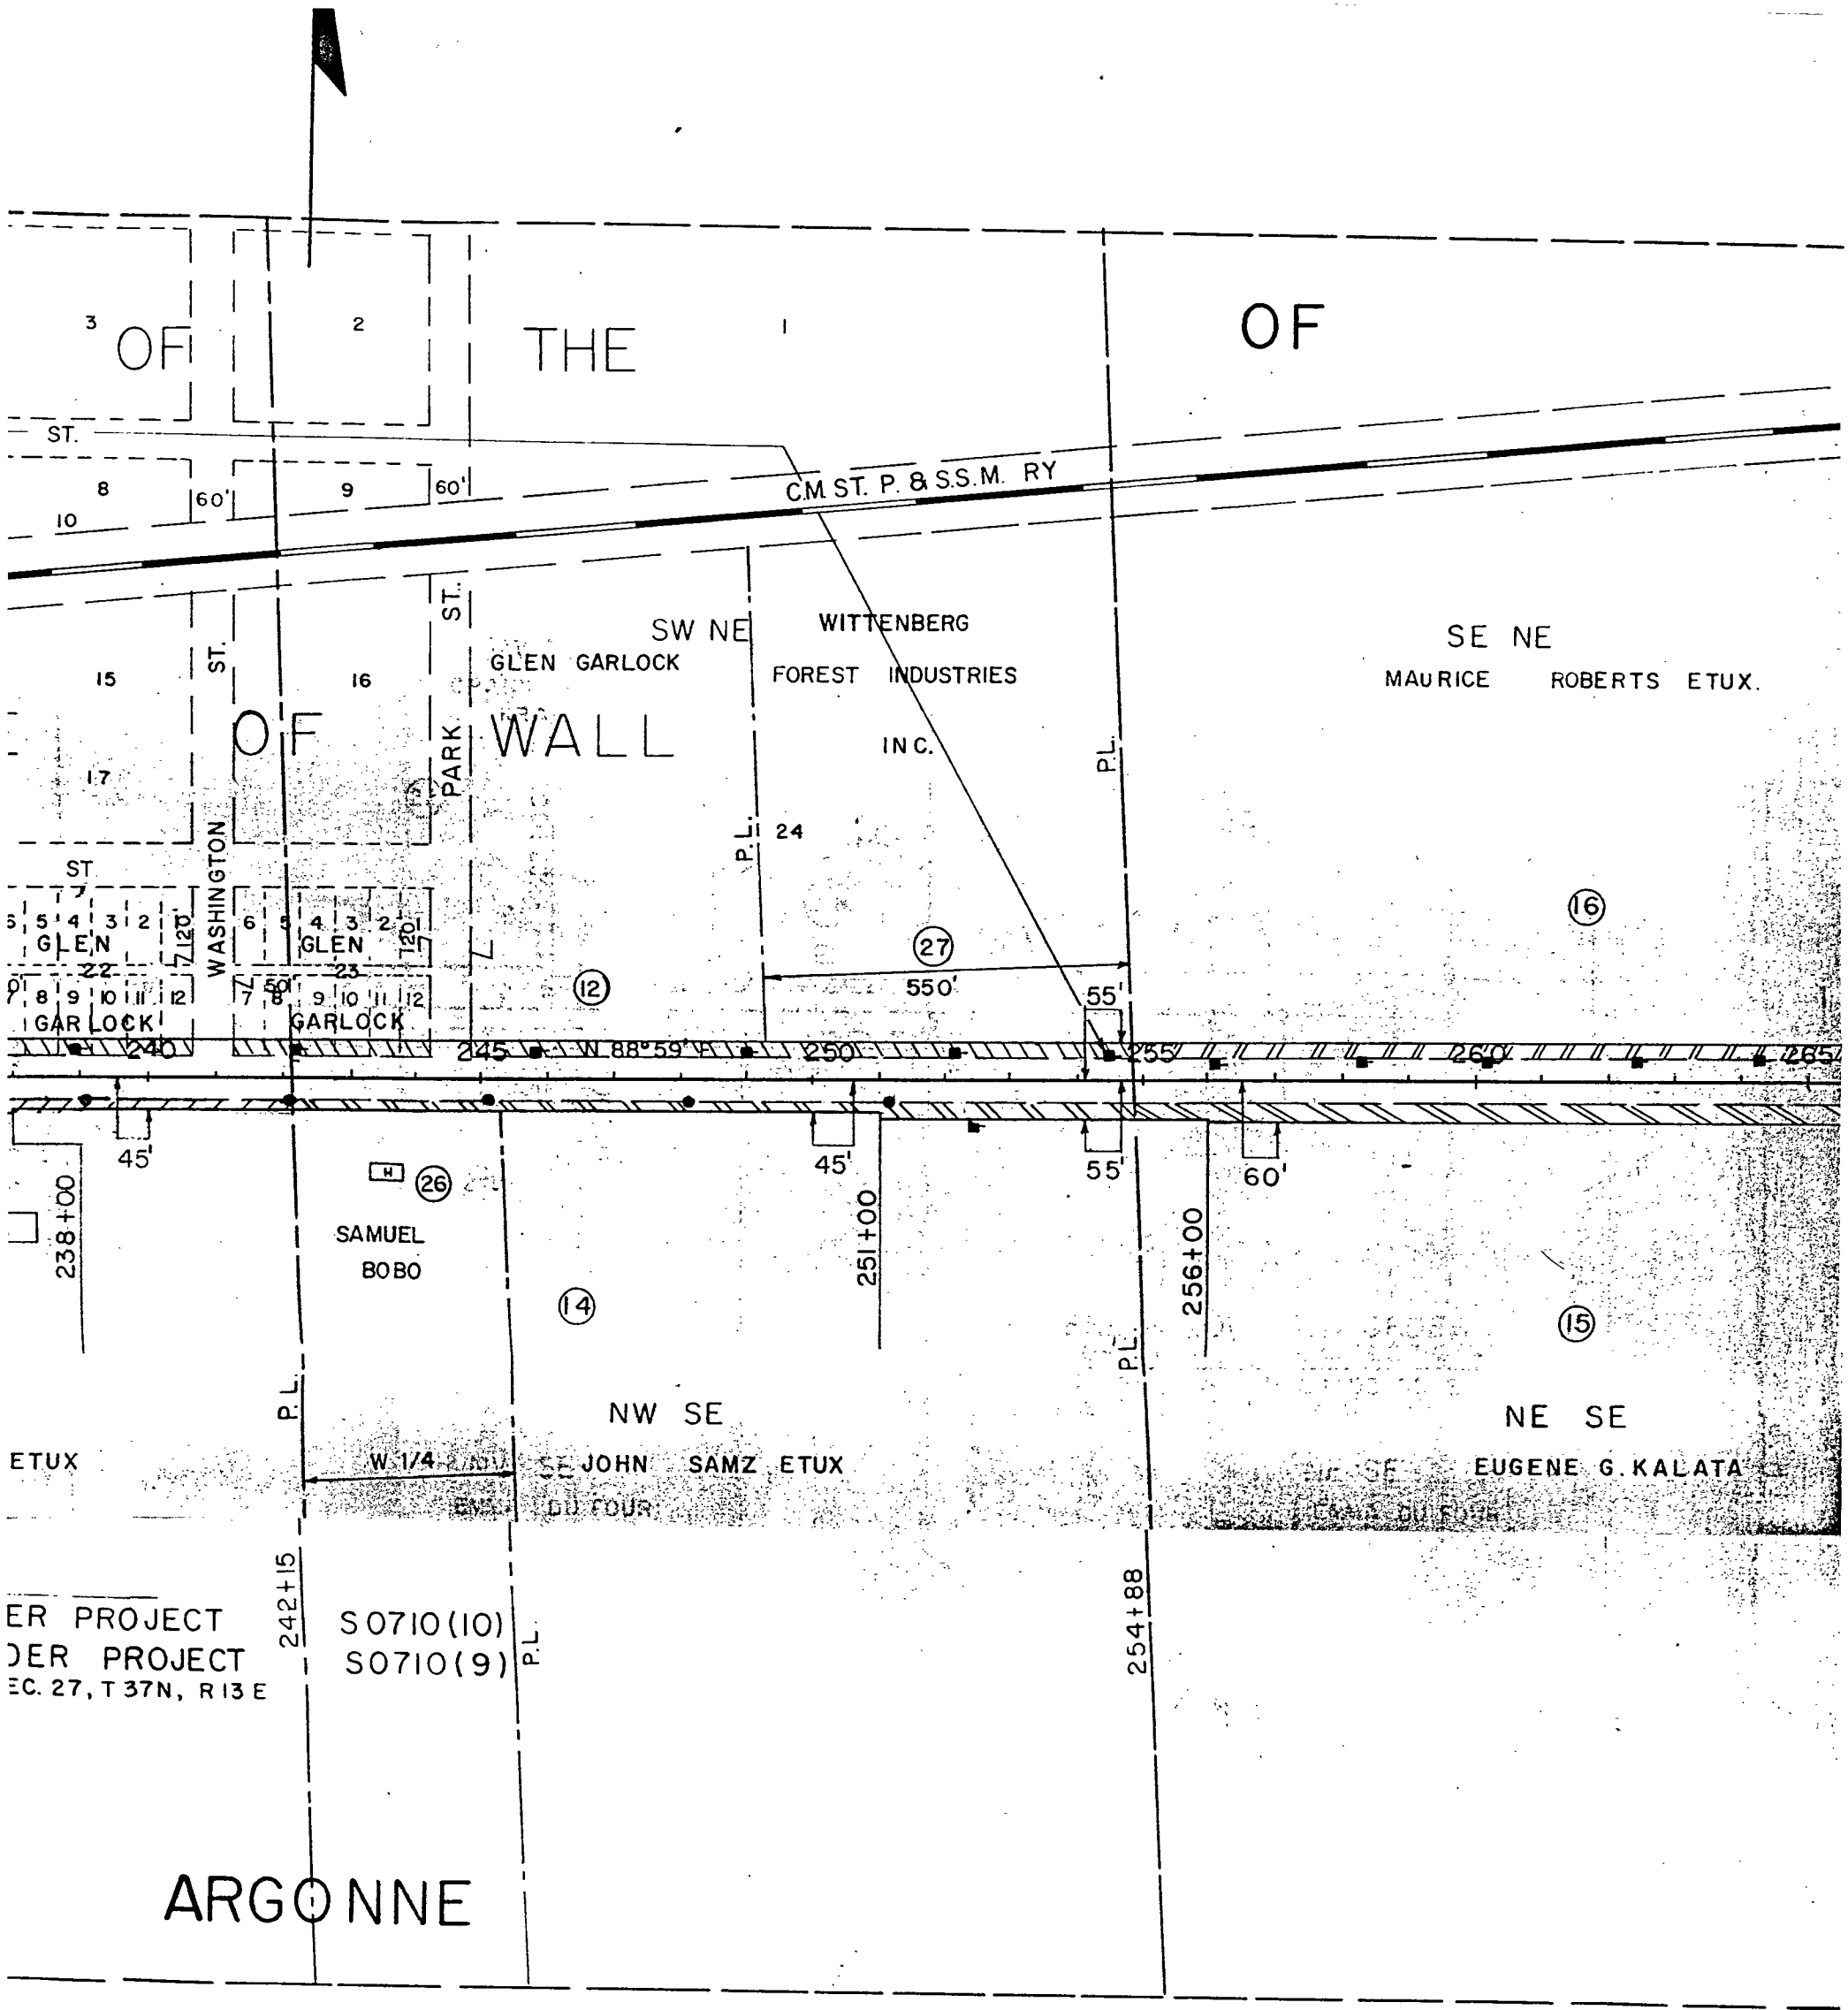 3 OF 2 THE 1 OF
ST.
8 60' 9 60' C.M. ST. P. & S.S.M. RY
10
ST.
SW NE WITTENBERG SE NE
GLEN GARLOCK FOREST INDUSTRIES MAURICE ROBERTS ETUX.
15 ST. 16
OF WALL INC.
17 PARK P.L.
WASHINGTON P.L. 24
ST
16
5 4 3 2 120' 6 5 4 3 2 1 120'
GLEN GLEN 27
22 23
550'
8 9 10 11 12 7 50' 8 9 10 11 12 12 55'
GARLOCK GARLOCK
240 245 W 88°59' 250 255 260 265
45' 45' 55' 60'
H 26
238+00 251+00 256+00
SAMUEL
BOBO
14 15
P.L. P.L.
NW SE NE SE
ETUX W 1/4 JOHN SAMZ ETUX EUGENE G. KALATA
DU FOUR DU FOUR
242+15 254+88
ER PROJECT S0710(10)
DER PROJECT S0710(9) P.L.
EC. 27, T 37N, R 13 E
ARGONNE